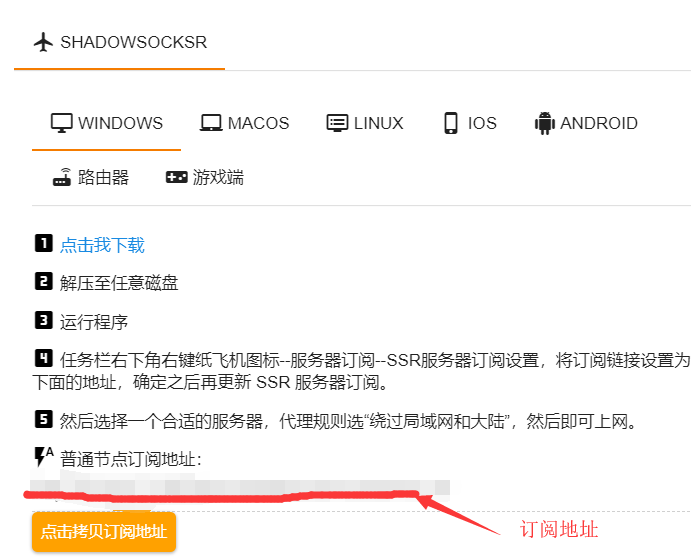 SHADOWSOCKSR
WINDOWS MACOS LINUX IOS ANDROID
路由器 游戏端
1 点击我下载
2 解压至任意磁盘
3 运行程序
4 任务栏右下角右键纸飞机图标--服务器订阅--SSR服务器订阅设置，将订阅链接设置为
下面的地址，确定之后再更新 SSR 服务器订阅。
5 然后选择一个合适的服务器，代理规则选“绕过局域网和大陆”，然后即可上网。
A 普通节点订阅地址：
点击拷贝订阅地址
订阅地址